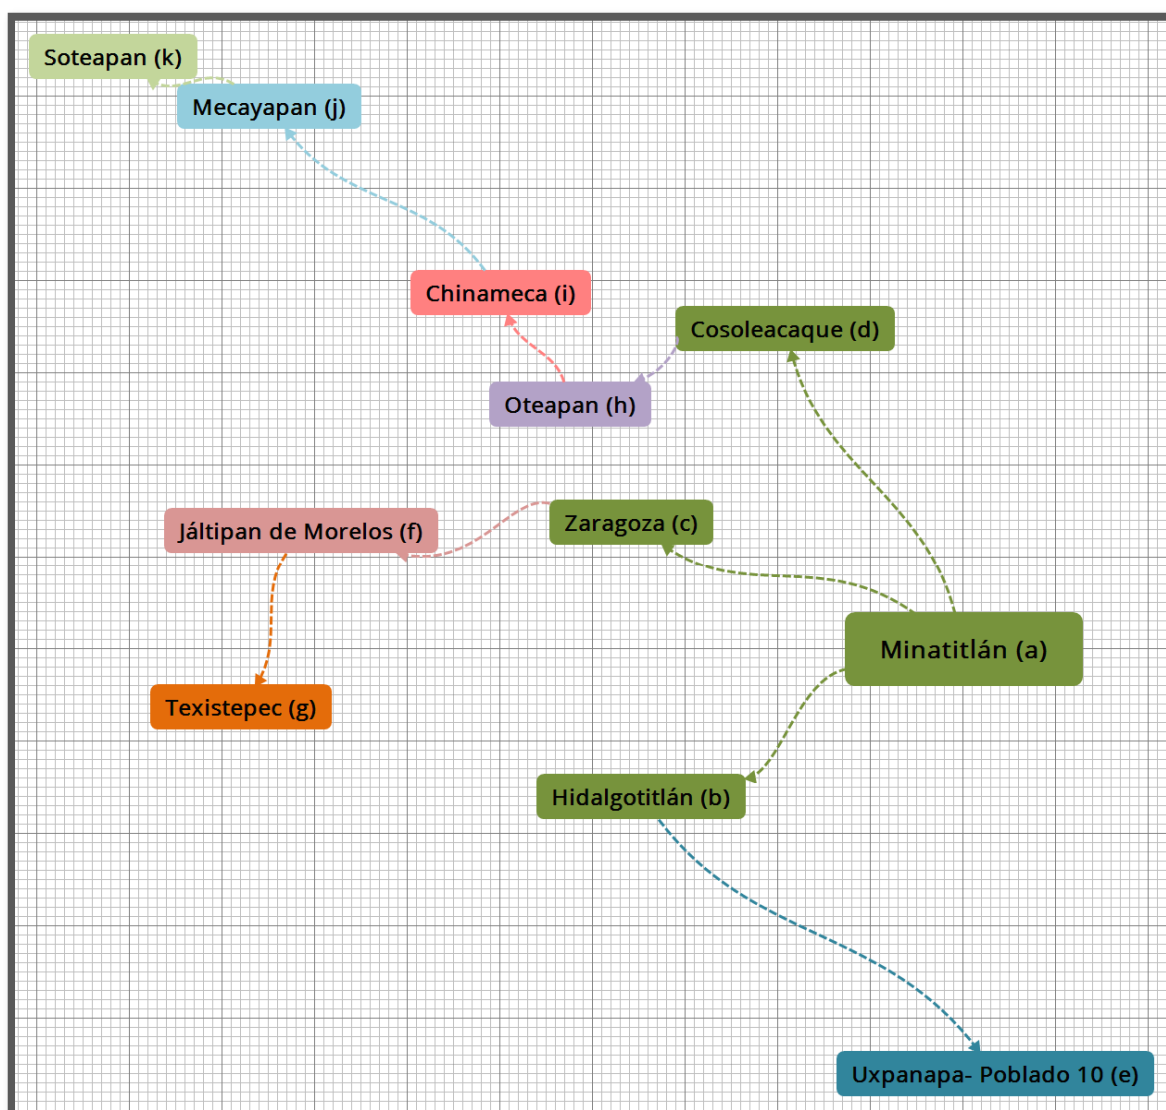 Soteapan (k)
Mecayapan (j)
Chinameca (i)
Cosoleacaque (d)
Oteapan (h)
Zaragoza (c)
Jáltipan de Morelos (f)
Minatitlán (a)
Texistepec (g)
Hidalgotitlán (b)
Uxpanapa- Poblado 10 (e)